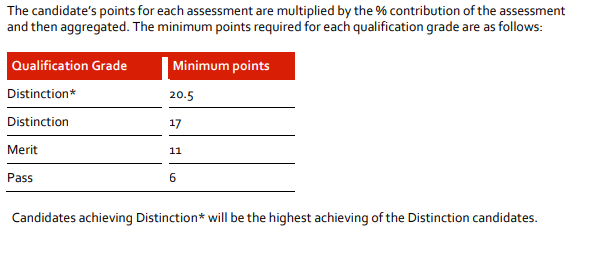 The candidate's points for each assessment are multiplied by the % contribution of the assessment
and then aggregated. The minimum points required for each qualification grade are as follows:
Qualification Grade Minimum points
Distinction* 20.5
Distinction 17
Merit 11
Pass 6
Candidates achieving Distinction* will be the highest achieving of the Distinction candidates.